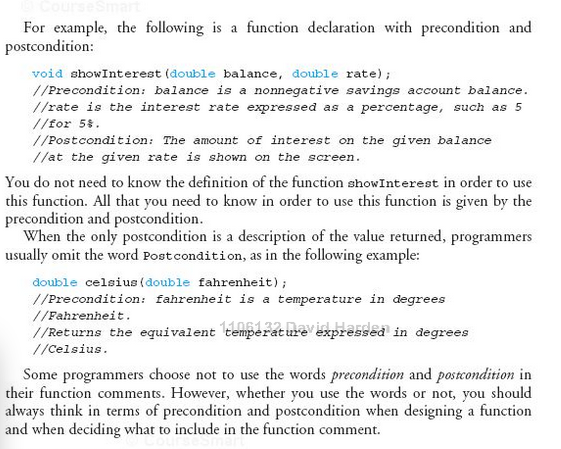 CourseSmart
For example, the following is a function declaration with precondition and
postcondition:
void showInterest(double balance, double rate);
//Precondition: balance is a nonnegative savings account balance.
//rate is the interest rate expressed as a percentage, such as 5
//for 5%.
//Postcondition: The amount of interest on the given balance
//at the given rate is shown on the screen.
You do not need to know the definition of the function showInterest in order to use
this function. All that you need to know in order to use this function is given by the
precondition and postcondition.
When the only postcondition is a description of the value returned, programmers
usually omit the word Postcondition, as in the following example:
double celsius(double fahrenheit);
//Precondition: fahrenheit is a temperature in degrees
//Fahrenheit.
1106132 David Harden
//Returns the equivalent temperature expressed in degrees
//Celsius.
Some programmers choose not to use the words precondition and postcondition in
their function comments. However, whether you use the words or not, you should
always think in terms of precondition and postcondition when designing a function
and when deciding what to include in the function comment.
CourseSmart